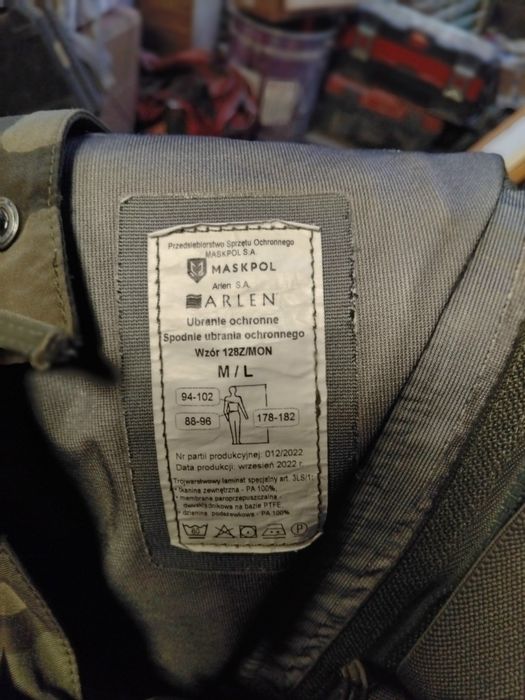 Przedsiębiorstwo Sprzętu Ochronnego
MASKPOL S.A.
MASKPOL
Arlen S.A.
ARLEN
Ubranie ochronne
Spodnie ubrania ochronnego
Wzór 128Z/MON
M / L
94-102
88-96
178-182
Nr partii produkcyjnej: 012/2022
Data produkcji: wrzesień 2022 r.
Trójwarstwowy laminat specjalny art. 3LS/1:
• tkanina zewnętrzna - PA 100%,
• membrana paroprzepuszczalna -
dwuskładnikowa na bazie PTFE,
• dzianina podszewkowa - PA 100%
P